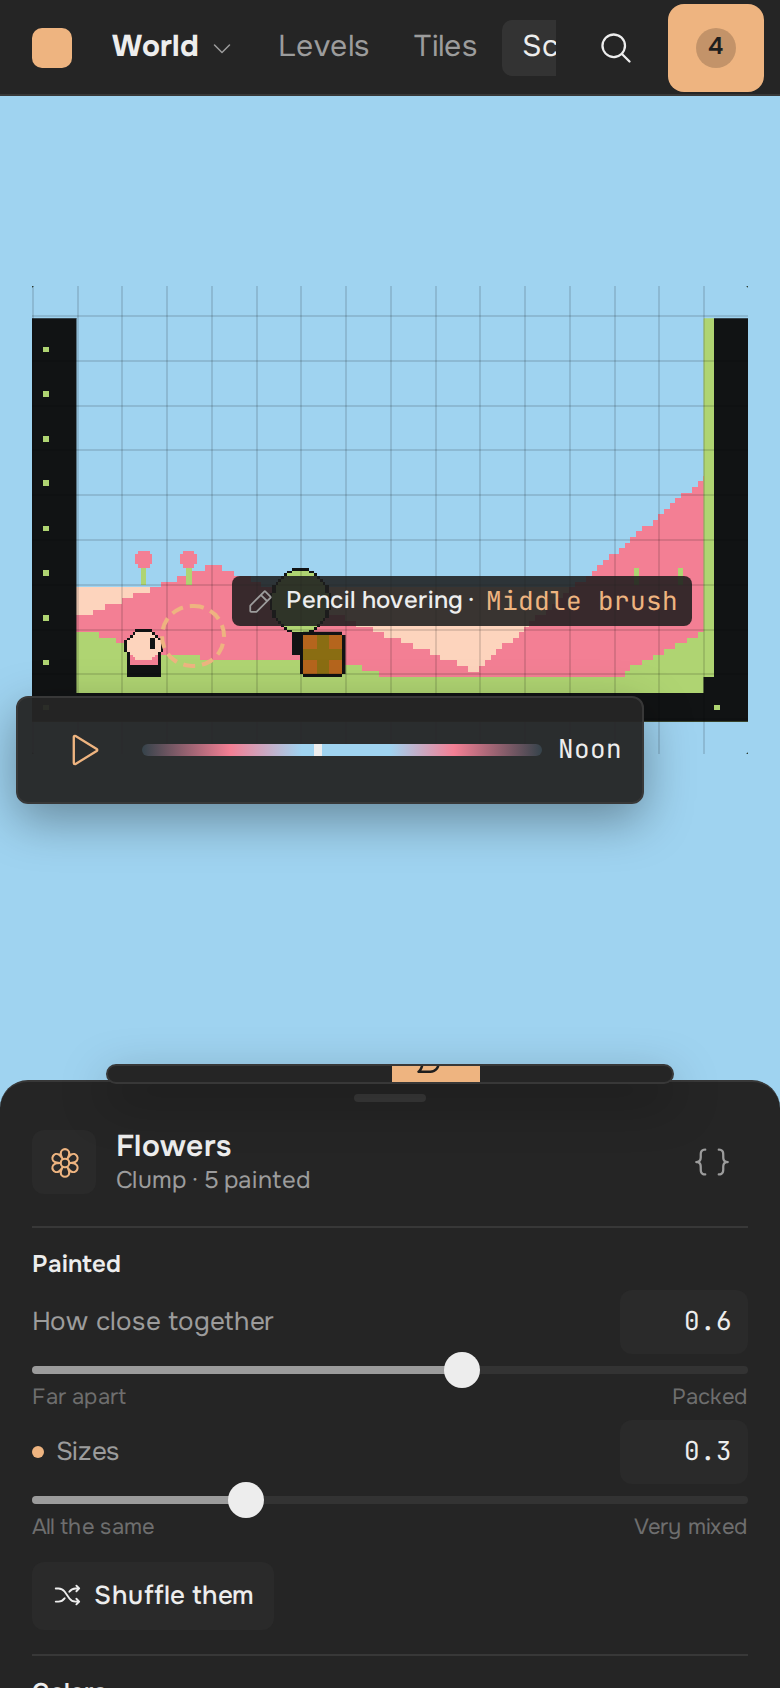 World Levels Tiles Sc 4
Pencil hovering · Middle brush
Noon
Flowers
Clump · 5 painted
Painted
How close together 0.6
Far apart Packed
Sizes 0.3
All the same Very mixed
Shuffle them
Colors